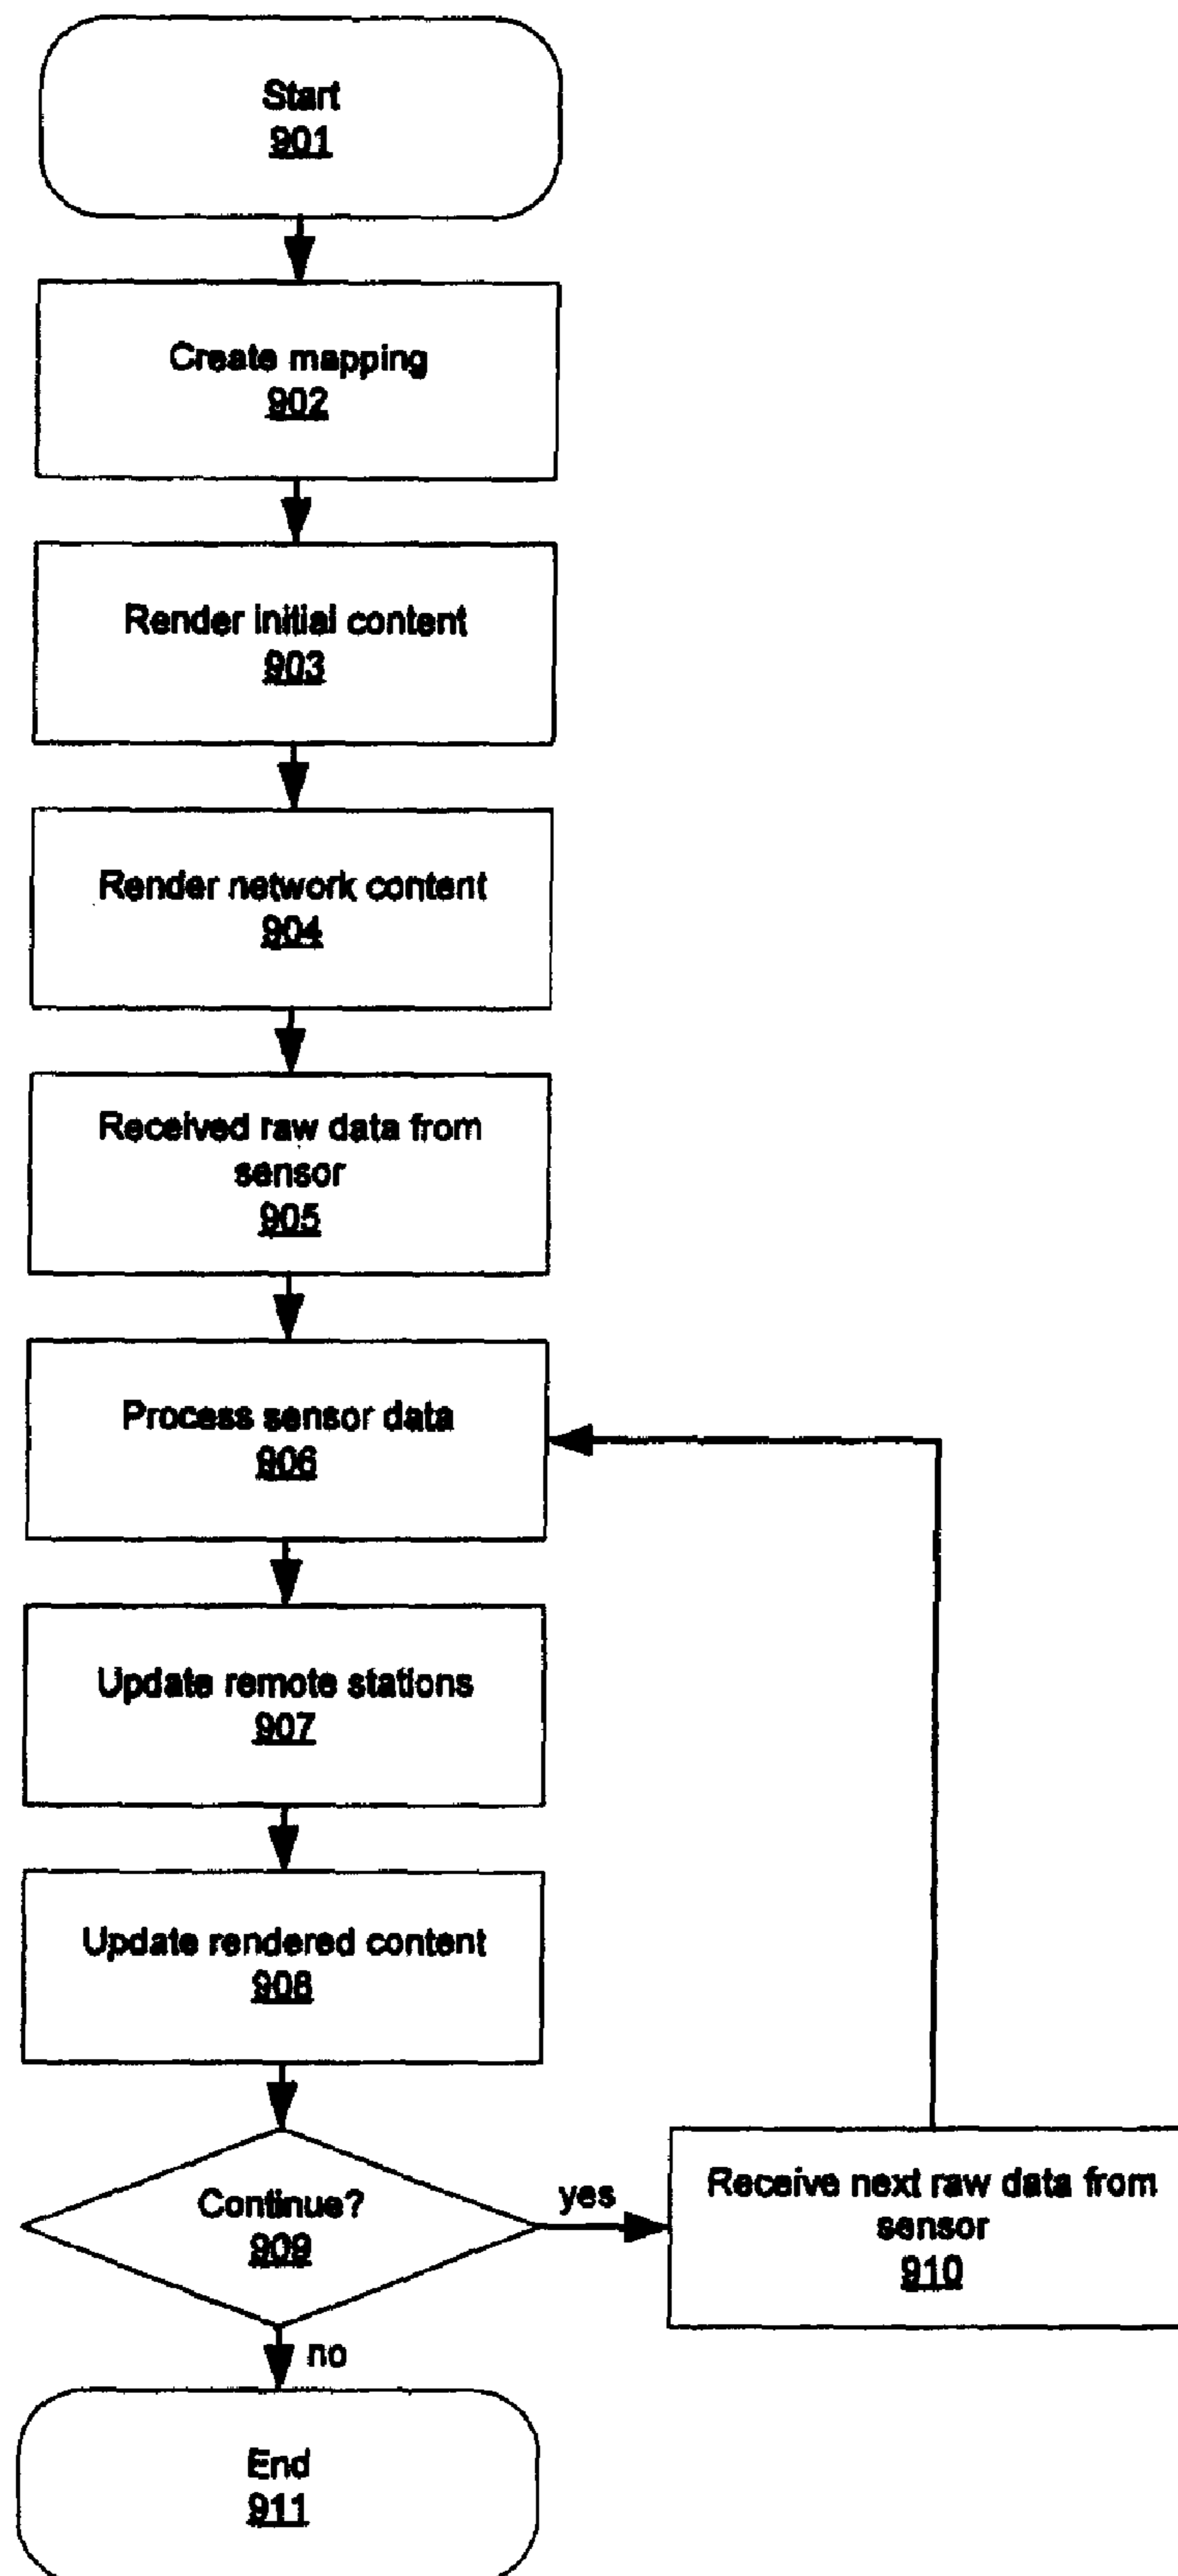 Start
901
Create mapping
902
Render initial content
903
Render network content
904
Received raw data from
sensor
905
Process sensor data
906
Update remote stations
907
Update rendered content
908
Continue?
909
yes
Receive next raw data from
sensor
910
no
End
911